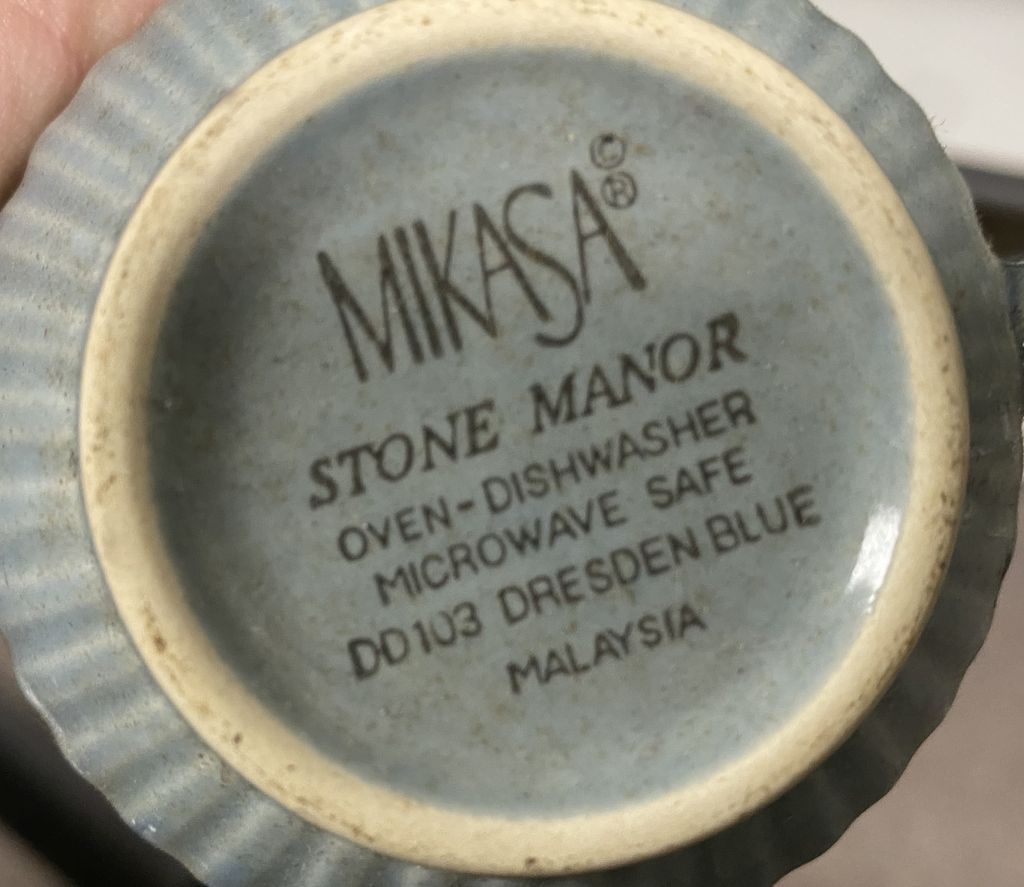 MIKASA © ®
STONE MANOR
OVEN-DISHWASHER
MICROWAVE SAFE
DD103 DRESDEN BLUE
MALAYSIA